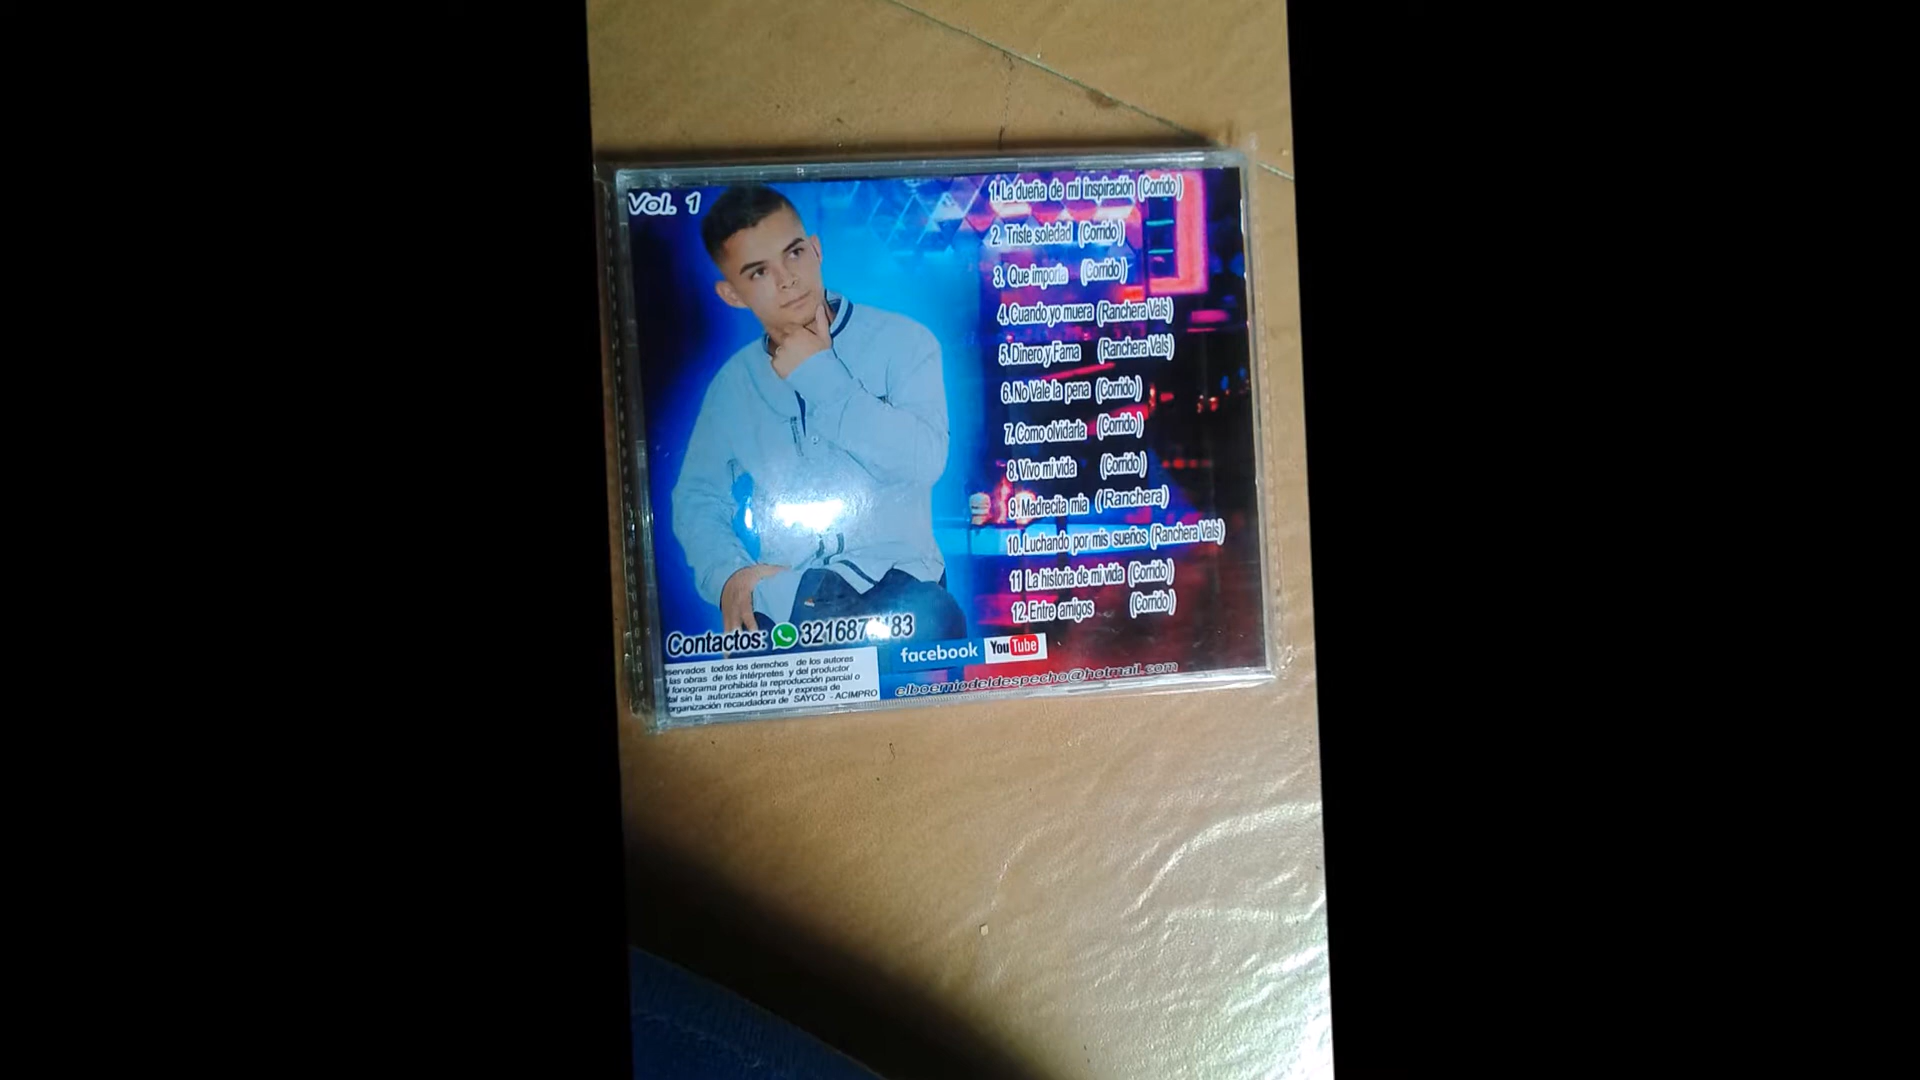 Vol. 1
1. La dueña de mi inspiración (Corrido)
2. Triste soledad (Corrido)
3. Que importa (Corrido)
4. Cuando yo muera (Ranchera Vals)
5. Dinero y Fama (Ranchera Vals)
6. No Vale la pena (Corrido)
7. Como olvidarla (Corrido)
8. Vivo mi vida (Corrido)
9. Madrecita mia (Ranchera)
10. Luchando por mis sueños (Ranchera Vals)
11 La historia de mi vida (Corrido)
12. Entre amigos (Corrido)
Contactos:
facebook YouTube
servados todos los derechos de los autores
las obras de los intérpretes y del productor
fonograma prohibida la reproducción parcial o
tal sin la autorización previa y expresa de
organización recaudadora de SAYCO - ACIMPRO
elboemiodeldespecho@hotmail.com